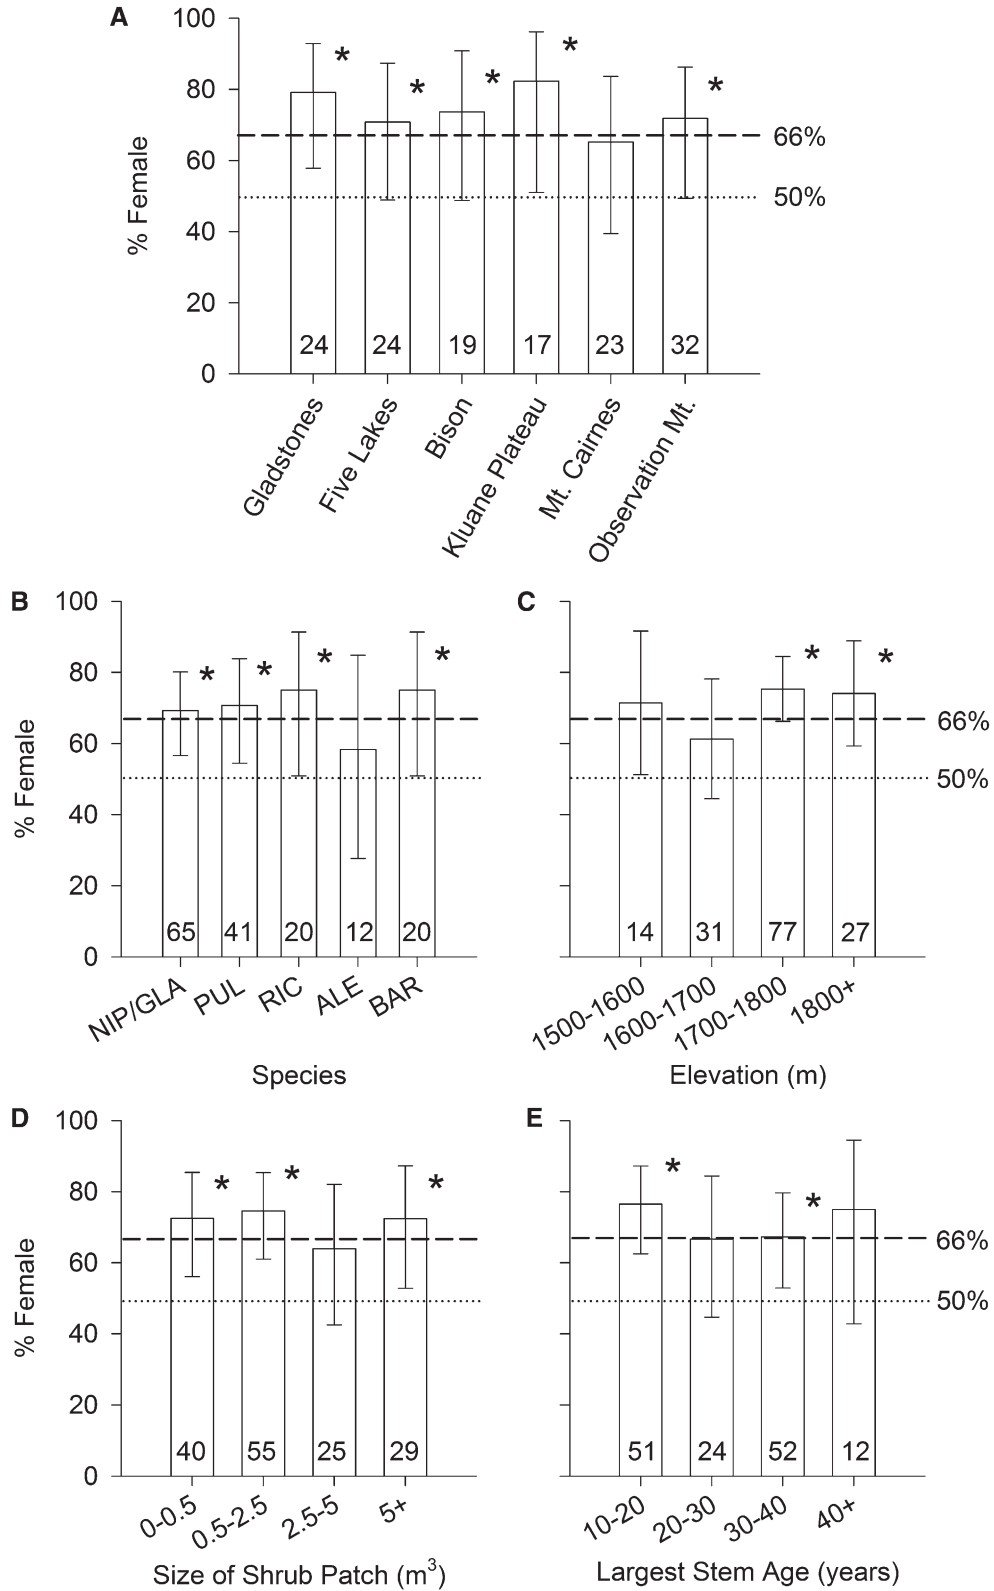 A
100
80
60
40
20
0
% Female
* * * * *
66%
50%
24 24 19 17 23 32
Gladstones Five Lakes Bison Kluane Plateau Mt. Cairnes Observation Mt.
B
100
80
60
40
20
0
% Female
* * * *
65 41 20 12 20
NIP/GLA PUL RIC ALE BAR
Species
C
* *
66%
50%
14 31 77 27
1500-1600 1600-1700 1700-1800 1800+
Elevation (m)
D
100
80
60
40
20
0
% Female
* * *
40 55 25 29
0-0.5 0.5-2.5 2.5-5 5+
Size of Shrub Patch (m³)
E
* *
66%
50%
51 24 52 12
10-20 20-30 30-40 40+
Largest Stem Age (years)